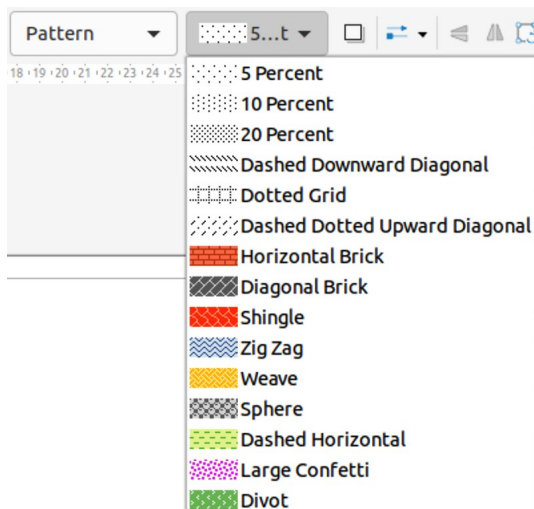 Pattern
5...t
18 19 20 21 22 23 24 25
5 Percent
10 Percent
20 Percent
Dashed Downward Diagonal
Dotted Grid
Dashed Dotted Upward Diagonal
Horizontal Brick
Diagonal Brick
Shingle
Zig Zag
Weave
Sphere
Dashed Horizontal
Large Confetti
Divot